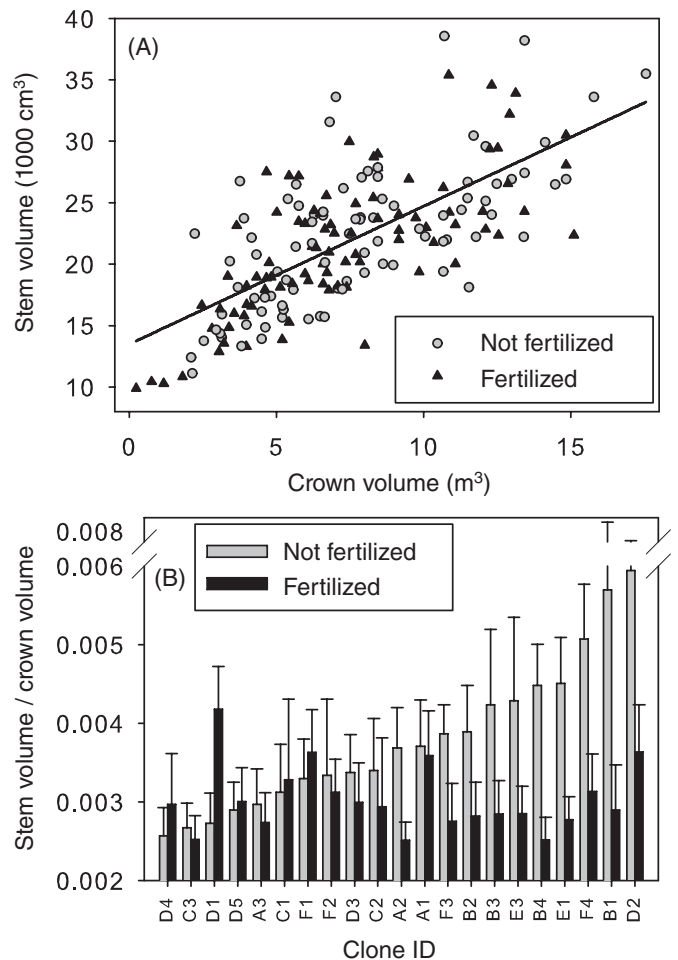 40
(A)
35
30
25
20
15
10
Stem volume (1000 cm³)
Not fertilized
Fertilized
0 5 10 15
Crown volume (m³)
0.008
0.006
0.005
0.004
0.003
0.002
Stem volume / crown volume
(B)
Not fertilized
Fertilized
D4 C3 D1 D5 A3 C1 F1 F2 D3 C2 A2 A1 F3 B2 B3 E3 B4 E1 F4 B1 D2
Clone ID